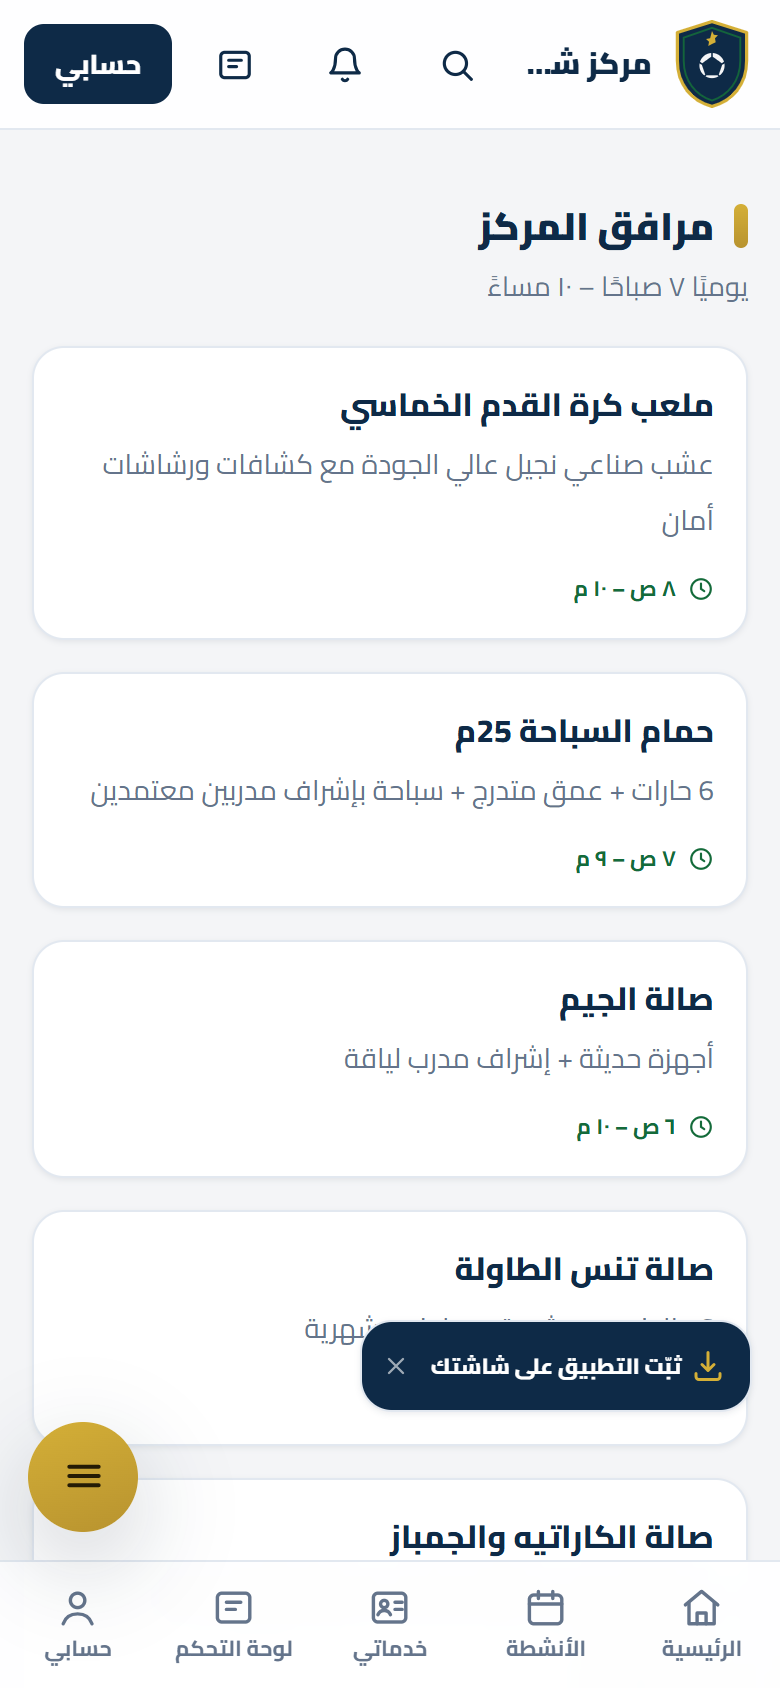 مركز ش...
حسابي
مرافق المركز
يوميًا ٧ صباحًا – ١٠ مساءً
ملعب كرة القدم الخماسي
عشب صناعي نجيل عالي الجودة مع كشافات ورشاشات
أمان
٨ ص – ١٠ م
حمام السباحة 25م
6 حارات + عمق متدرج + سباحة بإشراف مدربين معتمدين
٧ ص – ٩ م
صالة الجيم
أجهزة حديثة + إشراف مدرب لياقة
٦ ص – ١٠ م
صالة تنس الطاولة
شهرية
ثبّت التطبيق على شاشتك
صالة الكاراتيه والجمباز
الرئيسية
الأنشطة
خدماتي
لوحة التحكم
حسابي